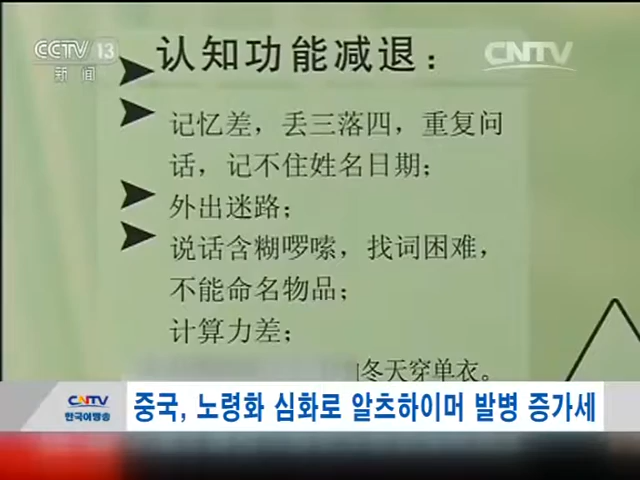 CCTV 13
新闻
CNTV
认知功能减退：
记忆差，丢三落四，重复问
话，记不住姓名日期；
外出迷路；
说话含糊啰嗦，找词困难，
不能命名物品；
计算力差；
冬天穿单衣。
CNTV
한국어방송
중국, 노령화 심화로 알츠하이머 발병 증가세